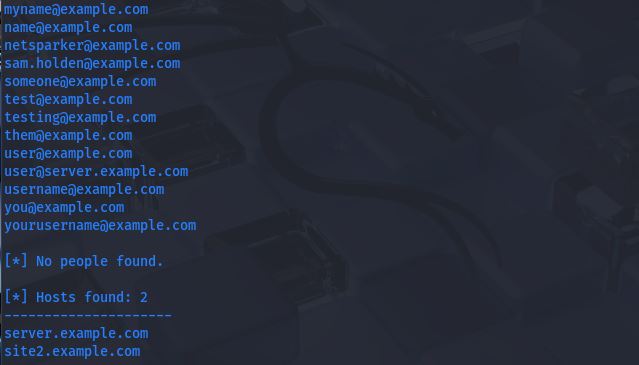 myname@example.com
name@example.com
netsparker@example.com
sam.holden@example.com
someone@example.com
test@example.com
testing@example.com
them@example.com
user@example.com
user@server.example.com
username@example.com
you@example.com
yourusername@example.com
[*] No people found.
[*] Hosts found: 2
---------------------
server.example.com
site2.example.com